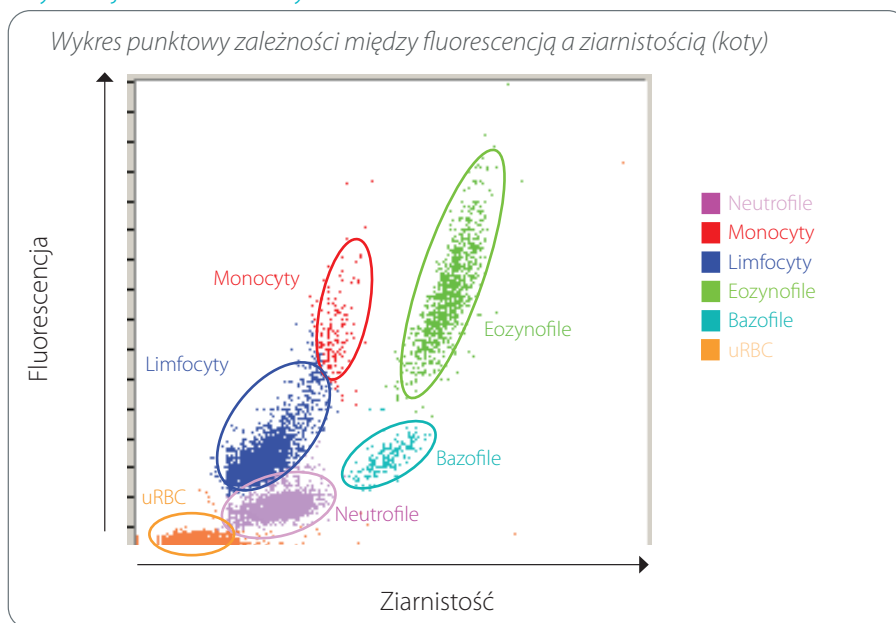 Wykres punktowy zależności między fluorescencją a ziarnistością (koty)
Fluorescencja
Monocyty
Limfocyty
Eozynofile
Bazofile
uRBC
Neutrofile
Ziarnistość
Neutrofile
Monocyty
Limfocyty
Eozynofile
Bazofile
uRBC